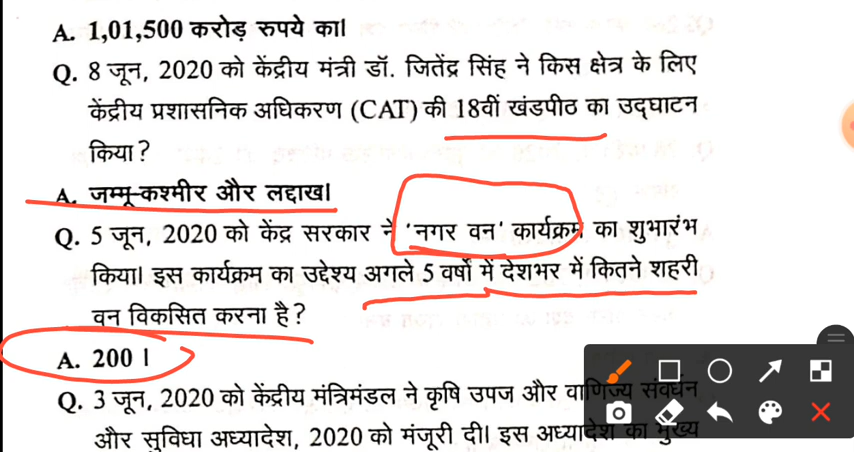 A. 1,01,500 करोड़ रुपये का।
Q. 8 जून, 2020 को केंद्रीय मंत्री डॉ. जितेंद्र सिंह ने किस क्षेत्र के लिए
केंद्रीय प्रशासनिक अधिकरण (CAT) की 18वीं खंडपीठ का उद्घाटन
किया?
A. जम्मू-कश्मीर और लद्दाख।
Q. 5 जून, 2020 को केंद्र सरकार ने 'नगर वन' कार्यक्रम का शुभारंभ
किया। इस कार्यक्रम का उद्देश्य अगले 5 वर्षों में देशभर में कितने शहरी
वन विकसित करना है?
A. 200 ।
Q. 3 जून, 2020 को केंद्रीय मंत्रिमंडल ने कृषि उपज और वाणिज्य संवर्धन
और सुविधा अध्यादेश, 2020 को मंजूरी दी। इस अध्यादेश का मुख्य